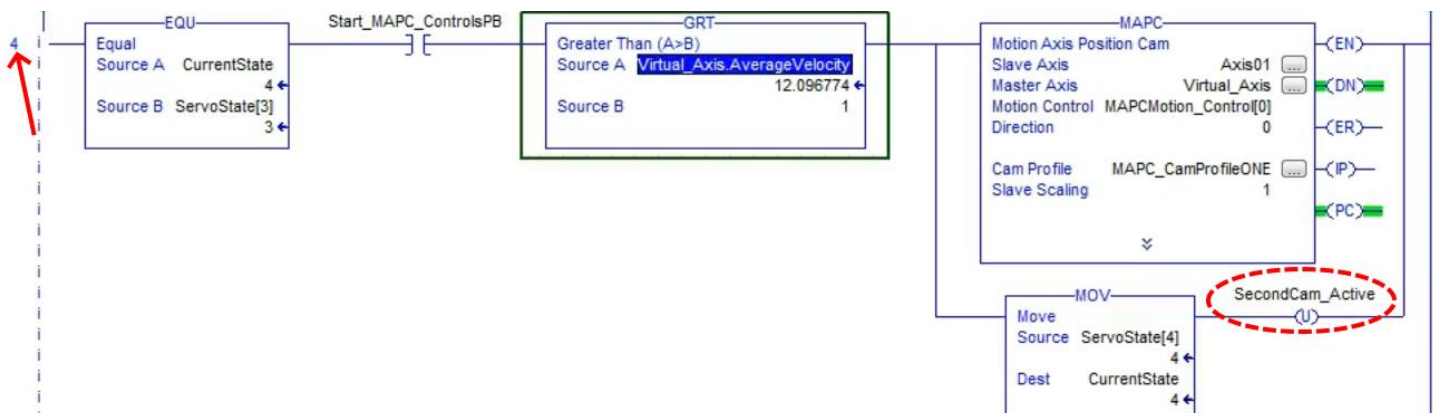 4
EQU
Equal
Source A CurrentState
4
Source B ServoState[3]
3
Start_MAPC_ControlsPB
GRT
Greater Than (A>B)
Source A Virtual_Axis.AverageVelocity
12.096774
Source B 1
MAPC
Motion Axis Position Cam
Slave Axis Axis01 ...
Master Axis Virtual_Axis ...
Motion Control MAPCMotion_Control[0]
Direction 0
Cam Profile MAPC_CamProfileONE ...
Slave Scaling 1
EN
DN
ER
IP
PC
MOV
Move
Source ServoState[4]
4
Dest CurrentState
4
SecondCam_Active
U